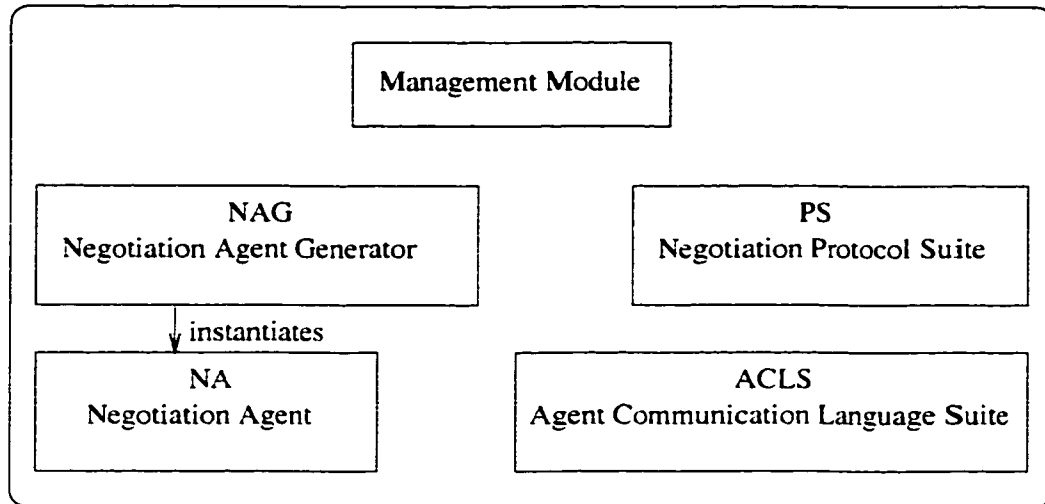 Management Module
NAG
Negotiation Agent Generator
PS
Negotiation Protocol Suite
instantiates
NA
Negotiation Agent
ACLS
Agent Communication Language Suite